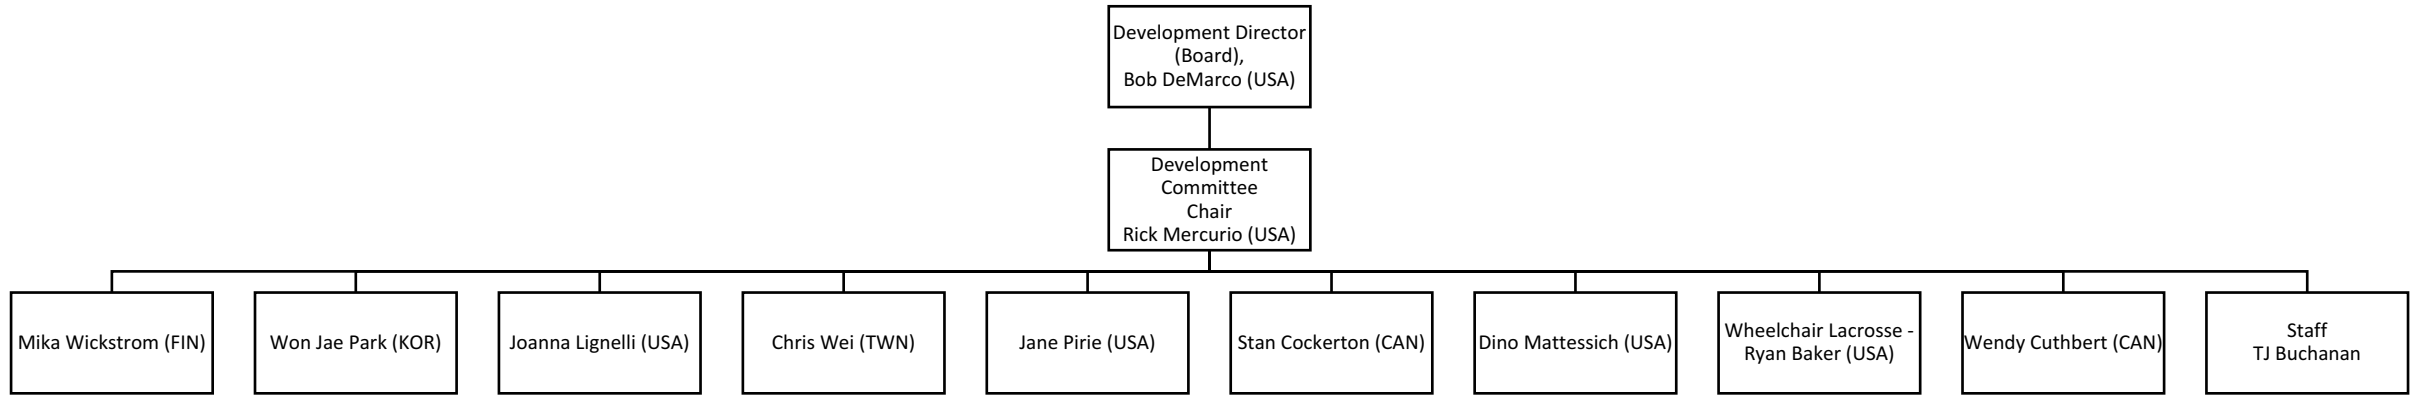 Development Director
(Board),
Bob DeMarco (USA)
Development
Committee
Chair
Rick Mercurio (USA)
Mika Wickstrom (FIN)
Won Jae Park (KOR)
Joanna Lignelli (USA)
Chris Wei (TWN)
Jane Pirie (USA)
Stan Cockerton (CAN)
Dino Mattessich (USA)
Wheelchair Lacrosse -
Ryan Baker (USA)
Wendy Cuthbert (CAN)
Staff
TJ Buchanan